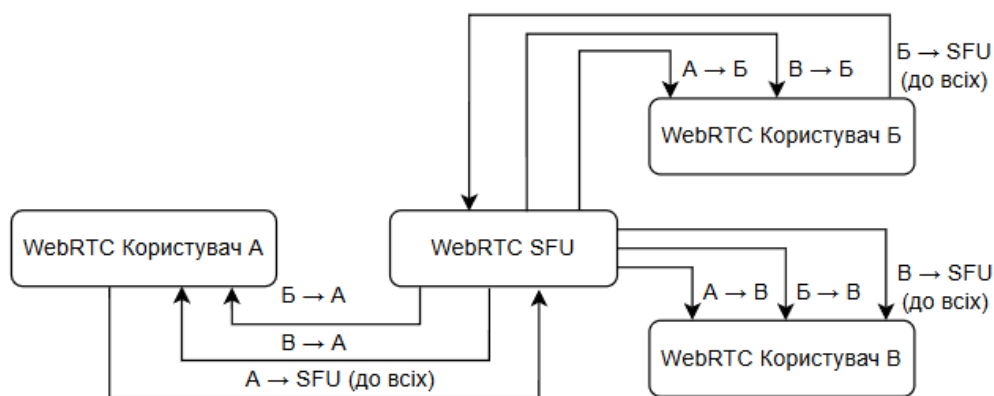 Б → SFU
(до всіх)
А → Б
В → Б
WebRTC Користувач Б
WebRTC Користувач А
WebRTC SFU
Б → А
В → А
А → SFU (до всіх)
А → В
Б → В
В → SFU
(до всіх)
WebRTC Користувач В